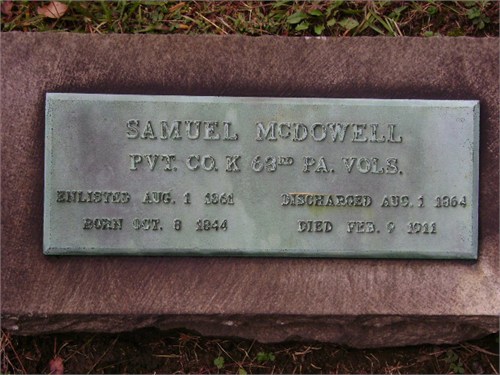 SAMUEL McDOWELL
PVT. CO. K 63RD PA. VOLS.
ENLISTED AUG. 1 1861 DISCHARGED AUG. 1 1864
BORN OCT. 8 1844 DIED FEB. 9 1911